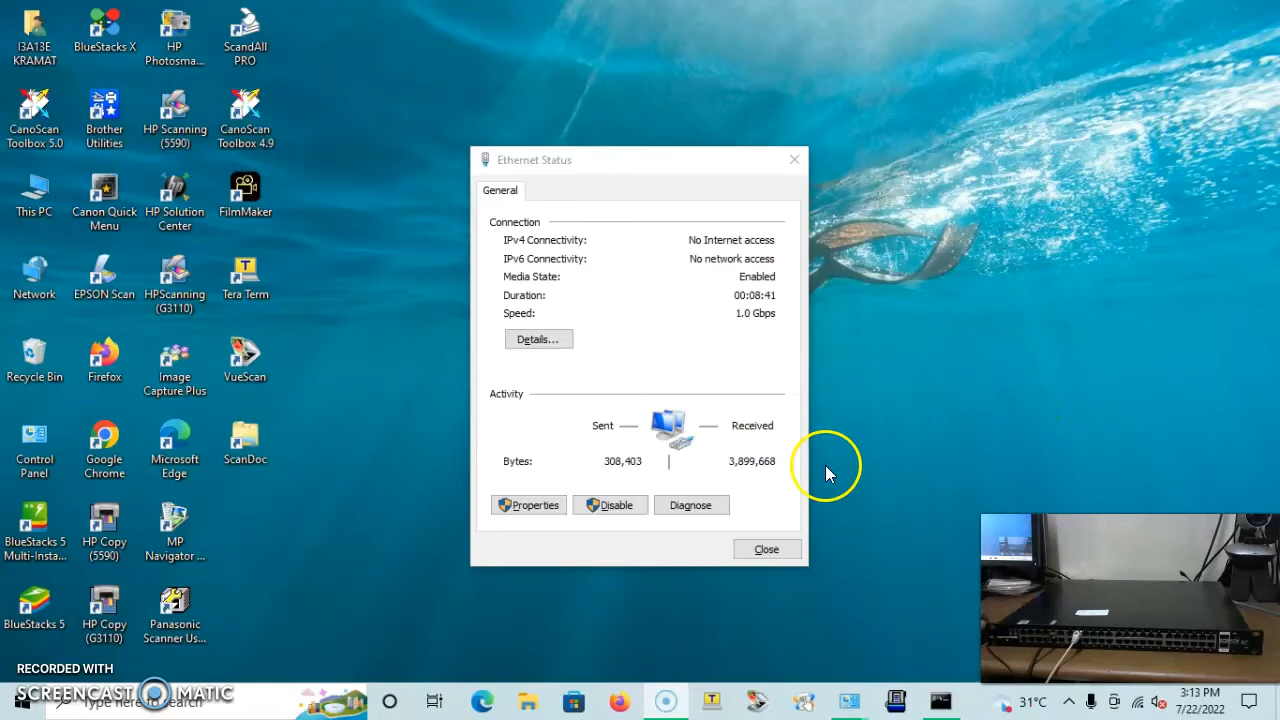 I3A13E
KRAMAT
BlueStacks X
HP
Photosma...
ScandAll
PRO
CanoScan
Toolbox 5.0
Brother
Utilities
HP Scanning
(5590)
CanoScan
Toolbox 4.9
This PC
Canon Quick
Menu
HP Solution
Center
FilmMaker
Network
EPSON Scan
HPScanning
(G3110)
Tera Term
Recycle Bin
Firefox
Image
Capture Plus
VueScan
Control
Panel
Google
Chrome
Microsoft
Edge
ScanDoc
BlueStacks 5
Multi-Insta...
HP Copy
(5590)
MP
Navigator ...
BlueStacks 5
HP Copy
(G3110)
Panasonic
Scanner Us...
Ethernet Status
General
Connection
IPv4 Connectivity: No Internet access
IPv6 Connectivity: No network access
Media State: Enabled
Duration: 00:08:41
Speed: 1.0 Gbps
Details...
Activity
Sent Received
Bytes: 308,403 3,899,668
Properties Disable Diagnose
Close
RECORDED WITH
SCREENCAST MATIC
Type here to search
31°C
3:13 PM
7/22/2022